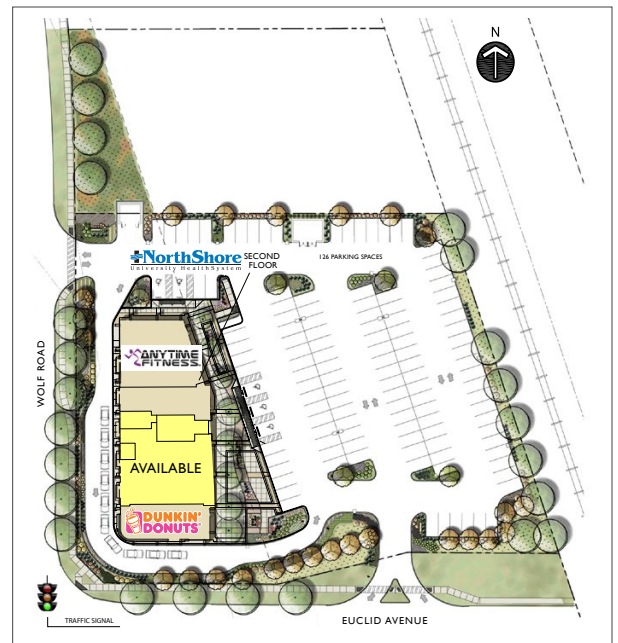 N
NorthShore
University HealthSystem
SECOND
FLOOR
126 PARKING SPACES
WOLF ROAD
ANYTIME
FITNESS.
AVAILABLE
DUNKIN'
DONUTS
EUCLID AVENUE
TRAFFIC SIGNAL